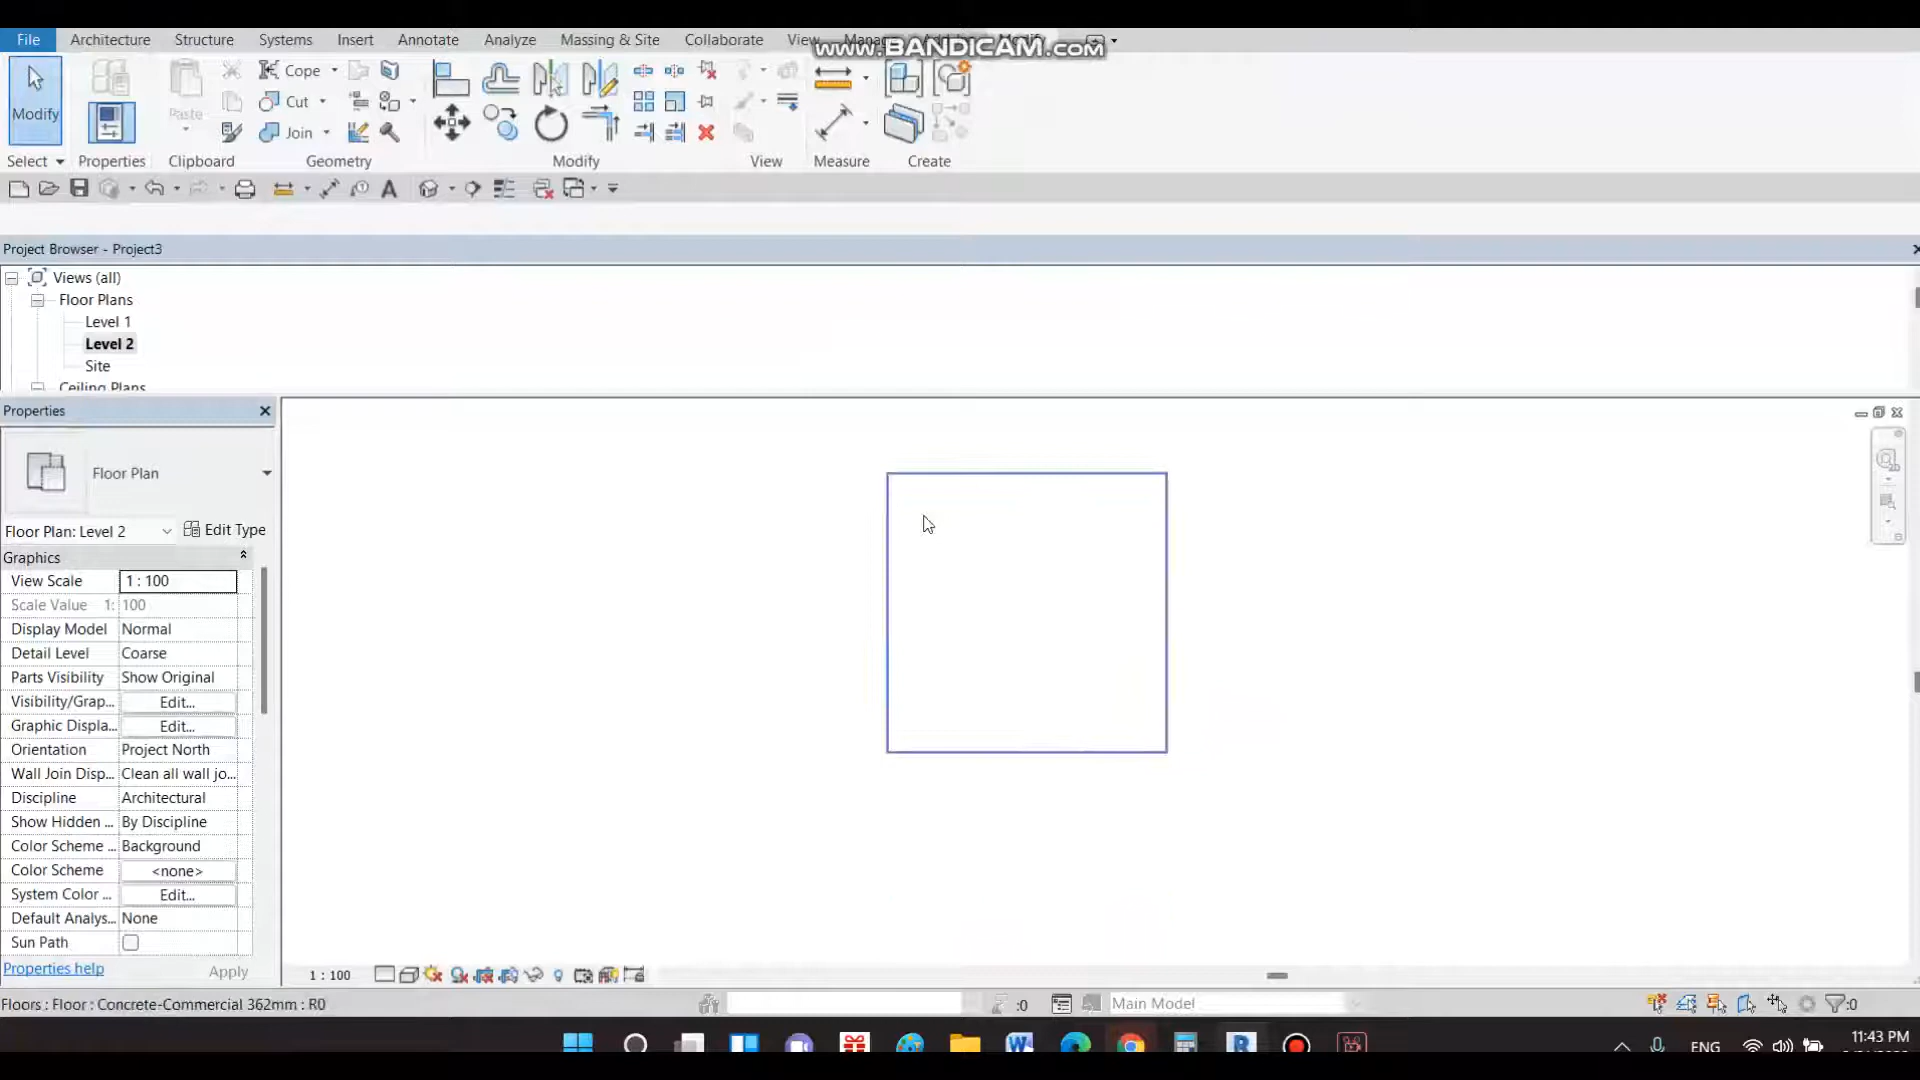 File Architecture Structure Systems Insert Annotate Analyze Massing & Site Collaborate View
www.BANDICAM.com
Modify Paste Cope Cut Join
Select Properties Clipboard Geometry Modify View Measure Create
A
Project Browser - Project3
Views (all)
Floor Plans
Level 1
Level 2
Site
Ceiling Plans
Properties
Floor Plan
Floor Plan: Level 2 Edit Type
Graphics
View Scale 1 : 100
Scale Value 1: 100
Display Model Normal
Detail Level Coarse
Parts Visibility Show Original
Visibility/Grap... Edit...
Graphic Displa... Edit...
Orientation Project North
Wall Join Disp... Clean all wall jo...
Discipline Architectural
Show Hidden ... By Discipline
Color Scheme ... Background
Color Scheme <none>
System Color ... Edit...
Default Analys... None
Sun Path
Properties help Apply
1 : 100
Floors : Floor : Concrete-Commercial 362mm : R0 :0 Main Model :0
ENG 11:43 PM